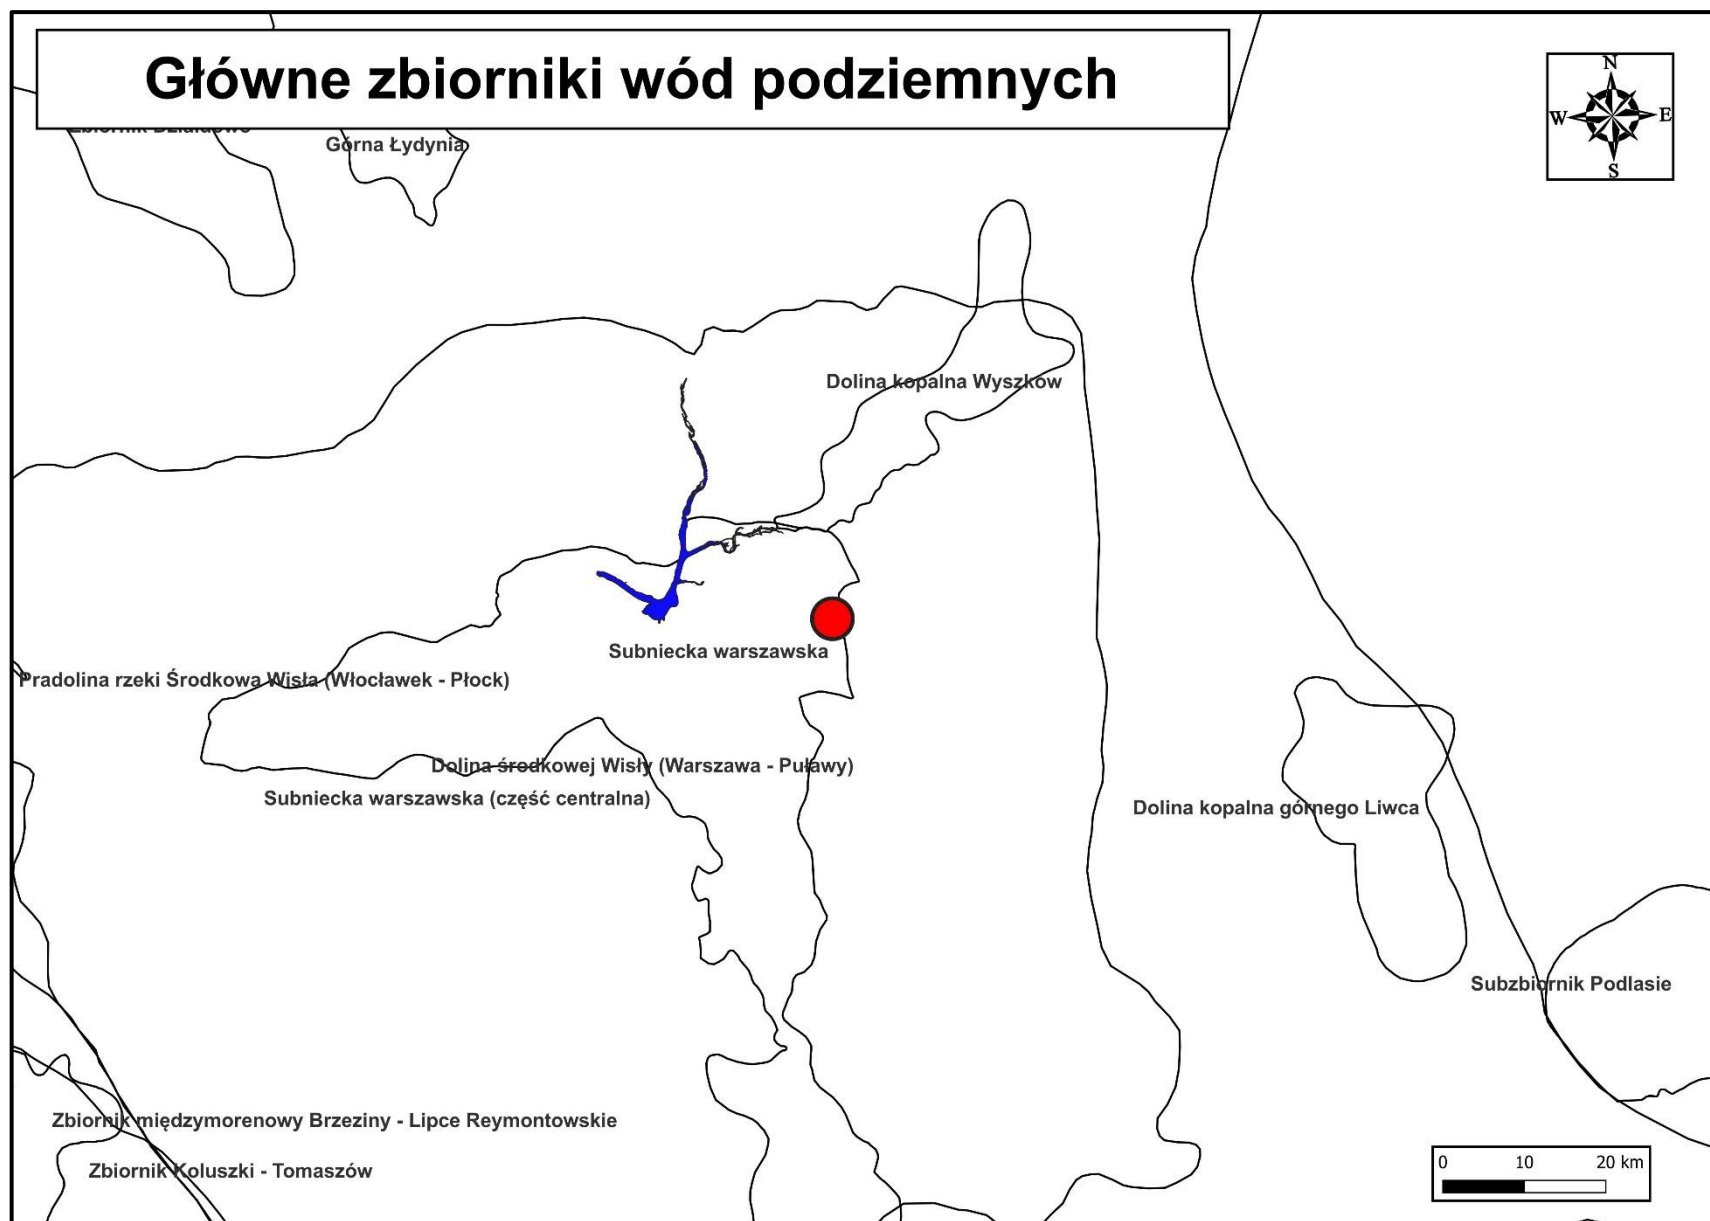 Główne zbiorniki wód podziemnych
N
W E
S
Zbiornik Działdowo
Górna Łydynia
Dolina kopalna Wyszków
Subniecka warszawska
Pradolina rzeki Środkowa Wisła (Włocławek - Płock)
Dolina środkowej Wisły (Warszawa - Puławy)
Subniecka warszawska (część centralna)
Dolina kopalna górnego Liwca
Subzbiornik Podlasie
Zbiornik międzymorenowy Brzeziny - Lipce Reymontowskie
Zbiornik Koluszki - Tomaszów
0 10 20 km